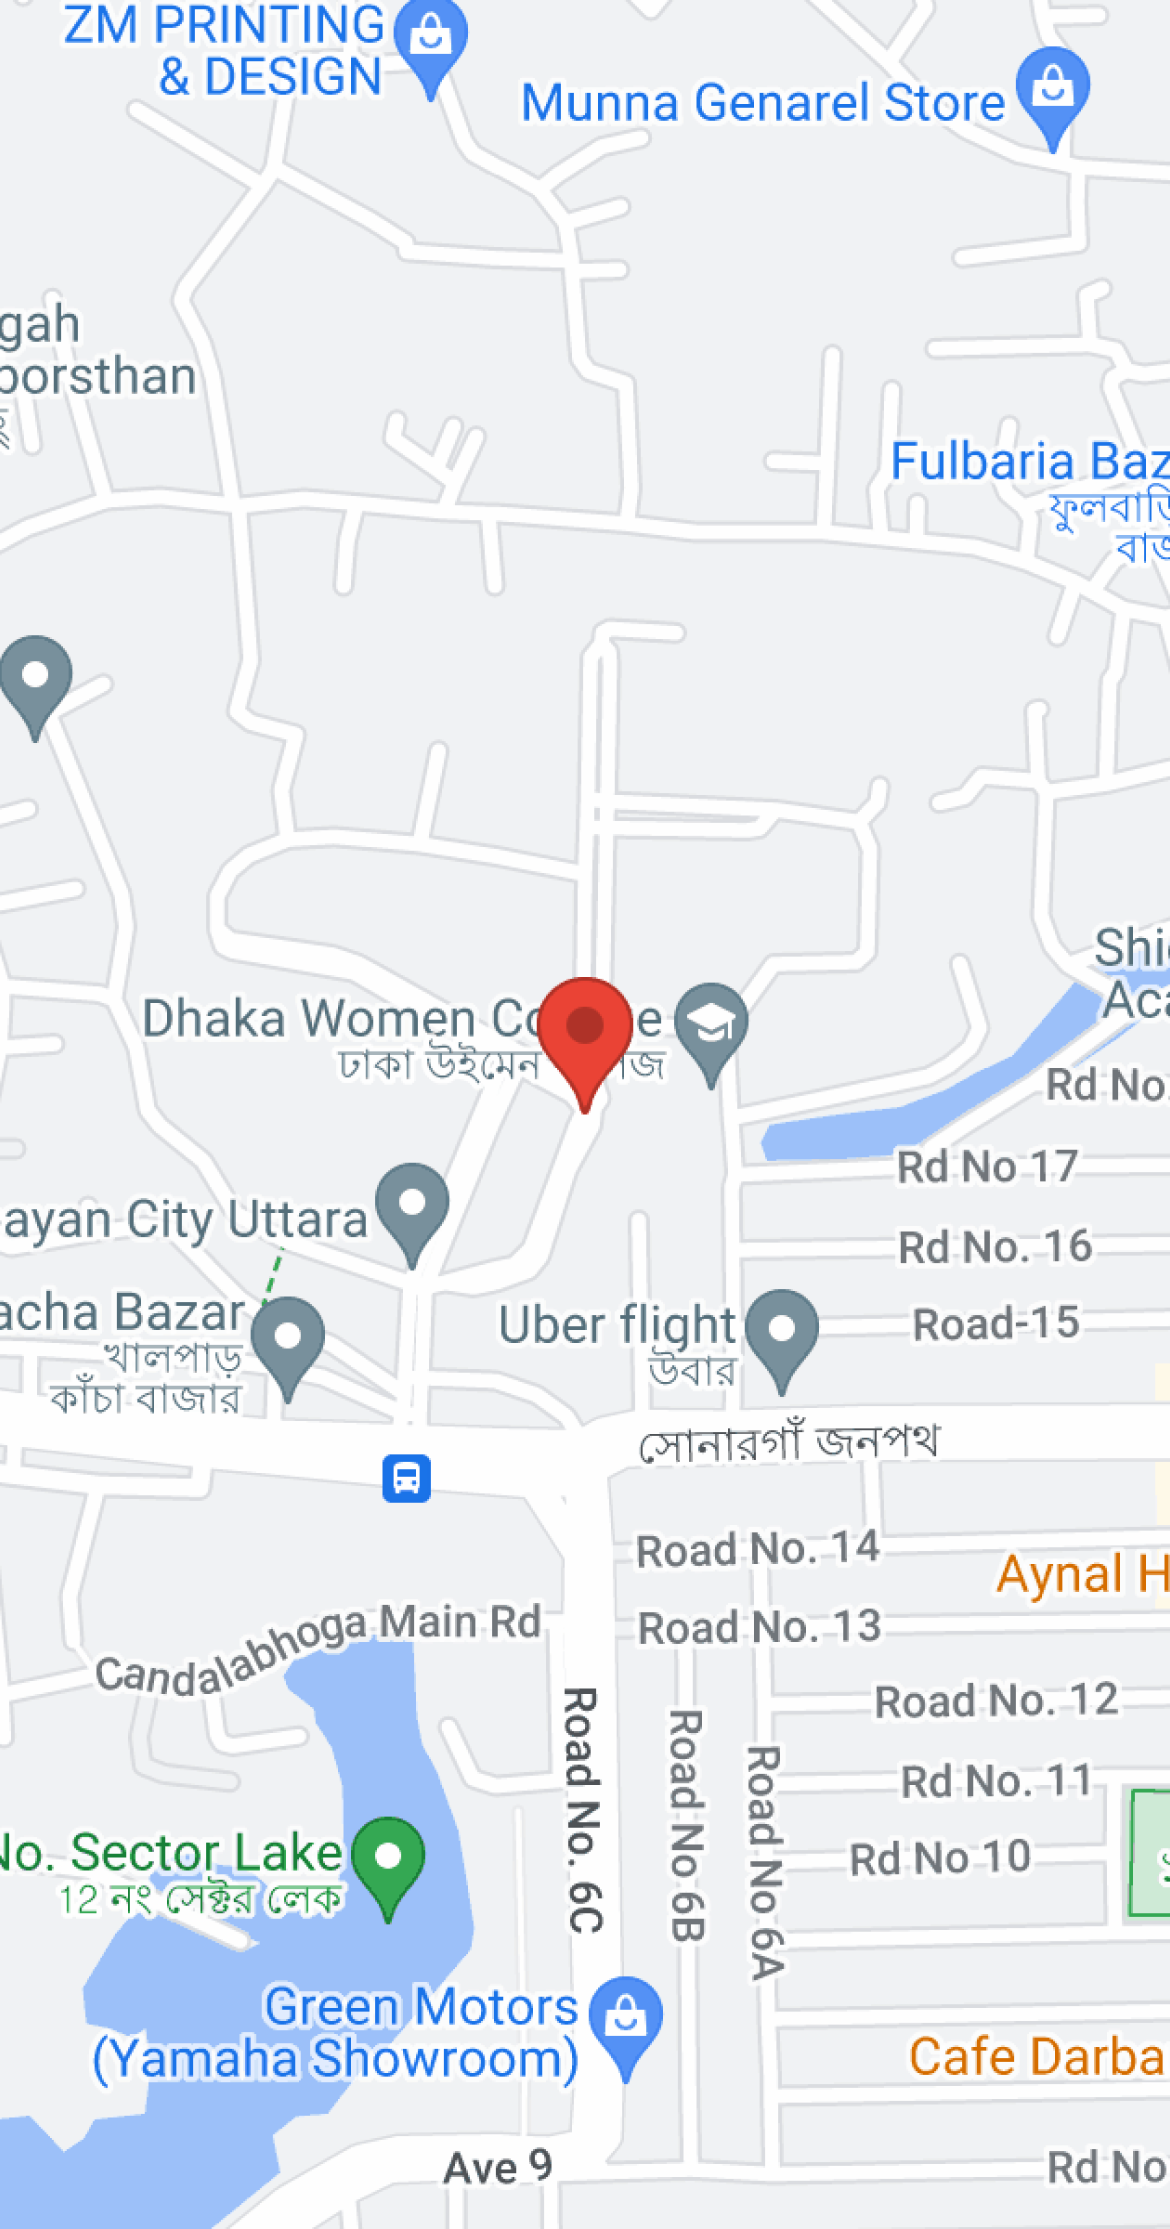 ZM PRINTING
& DESIGN
Munna Genarel Store
gah
porsthan
Fulbaria Baz
ফুলবাড়ি
বাজ
Shi
Aca
Dhaka Women Co e
ঢাকা উইমেন জ
Rd No
Rd No 17
ayan City Uttara
Rd No. 16
acha Bazar
খালপাড়
কাঁচা বাজার
Uber flight
উবার
Road-15
সোনারগাঁ জনপথ
Road No. 14
Aynal H
Candalabhoga Main Rd
Road No. 13
Road No. 12
Road No. 6C
Road No 6B
Road No 6A
Rd No. 11
No. Sector Lake
12 নং সেক্টর লেক
Rd No 10
Green Motors
(Yamaha Showroom)
Cafe Darba
Ave 9
Rd No